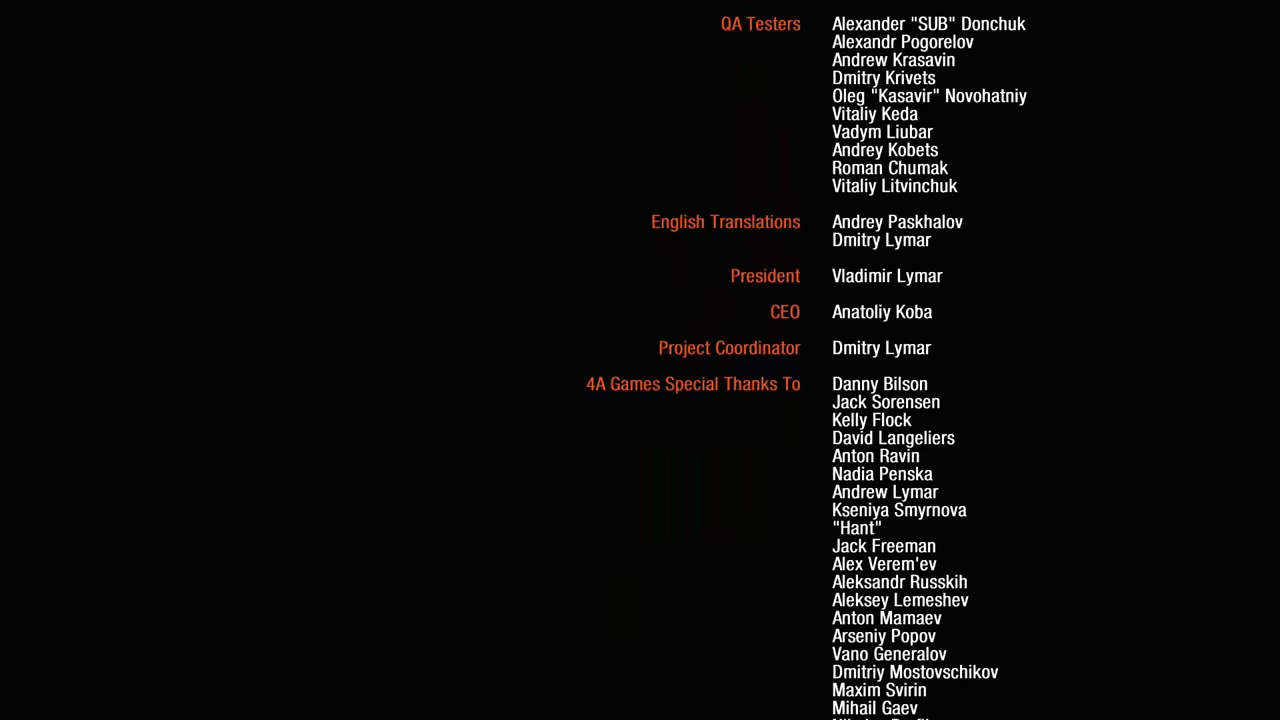 QA Testers Alexander "SUB" Donchuk
Alexandr Pogorelov
Andrew Krasavin
Dmitry Krivets
Oleg "Kasavir" Novohatniy
Vitaliy Keda
Vadym Liubar
Andrey Kobets
Roman Chumak
Vitaliy Litvinchuk
English Translations Andrey Paskhalov
Dmitry Lymar
President Vladimir Lymar
CEO Anatoliy Koba
Project Coordinator Dmitry Lymar
4A Games Special Thanks To Danny Bilson
Jack Sorensen
Kelly Flock
David Langeliers
Anton Ravin
Nadia Penska
Andrew Lymar
Kseniya Smyrnova
"Hant"
Jack Freeman
Alex Verem'ev
Aleksandr Russkih
Aleksey Lemeshev
Anton Mamaev
Arseniy Popov
Vano Generalov
Dmitriy Mostovschikov
Maxim Svirin
Mihail Gaev